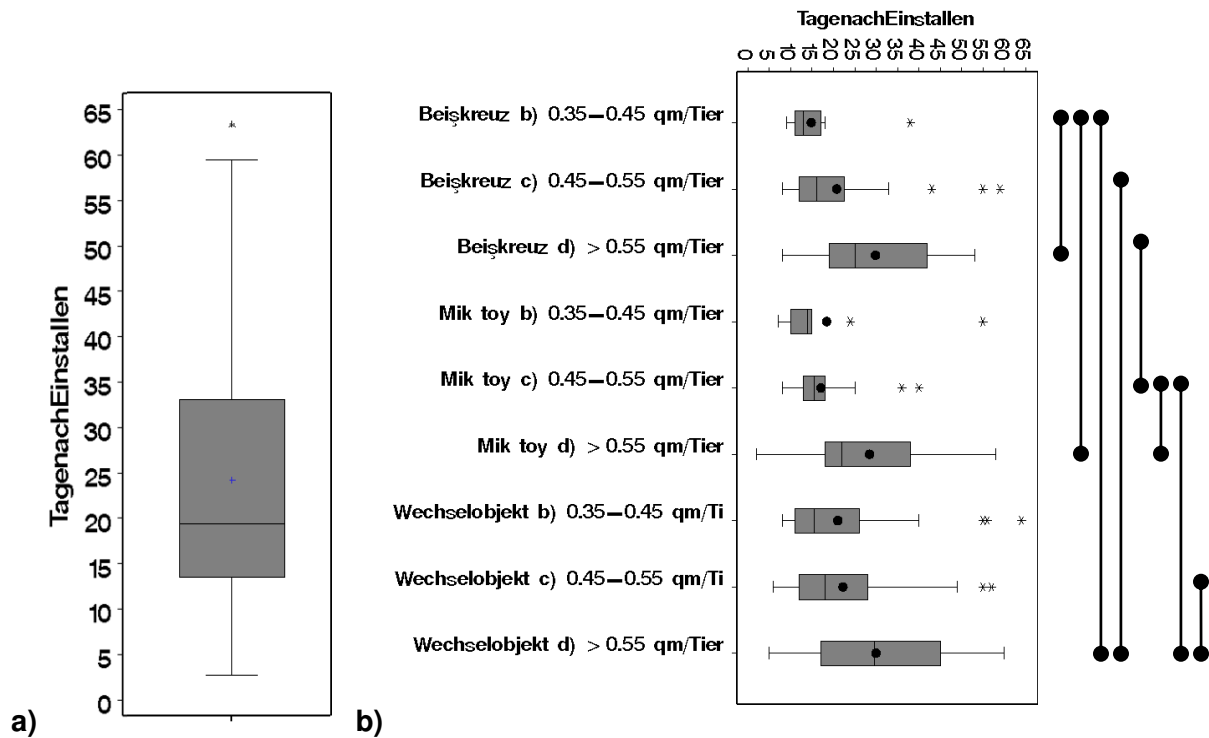 TagenachEinstallen
65
60
55
50
45
40
35
30
25
20
15
10
5
0
a)
TagenachEinstallen
0 5 10 15 20 25 30 35 40 45 50 55 60 65
Beişkreuz b) 0.35–0.45 qm/Tier
Beişkreuz c) 0.45–0.55 qm/Tier
Beişkreuz d) > 0.55 qm/Tier
Mik toy b) 0.35–0.45 qm/Tier
Mik toy c) 0.45–0.55 qm/Tier
Mik toy d) > 0.55 qm/Tier
Wechselobjekt b) 0.35–0.45 qm/Ti
Wechselobjekt c) 0.45–0.55 qm/Ti
Wechselobjekt d) > 0.55 qm/Tier
b)